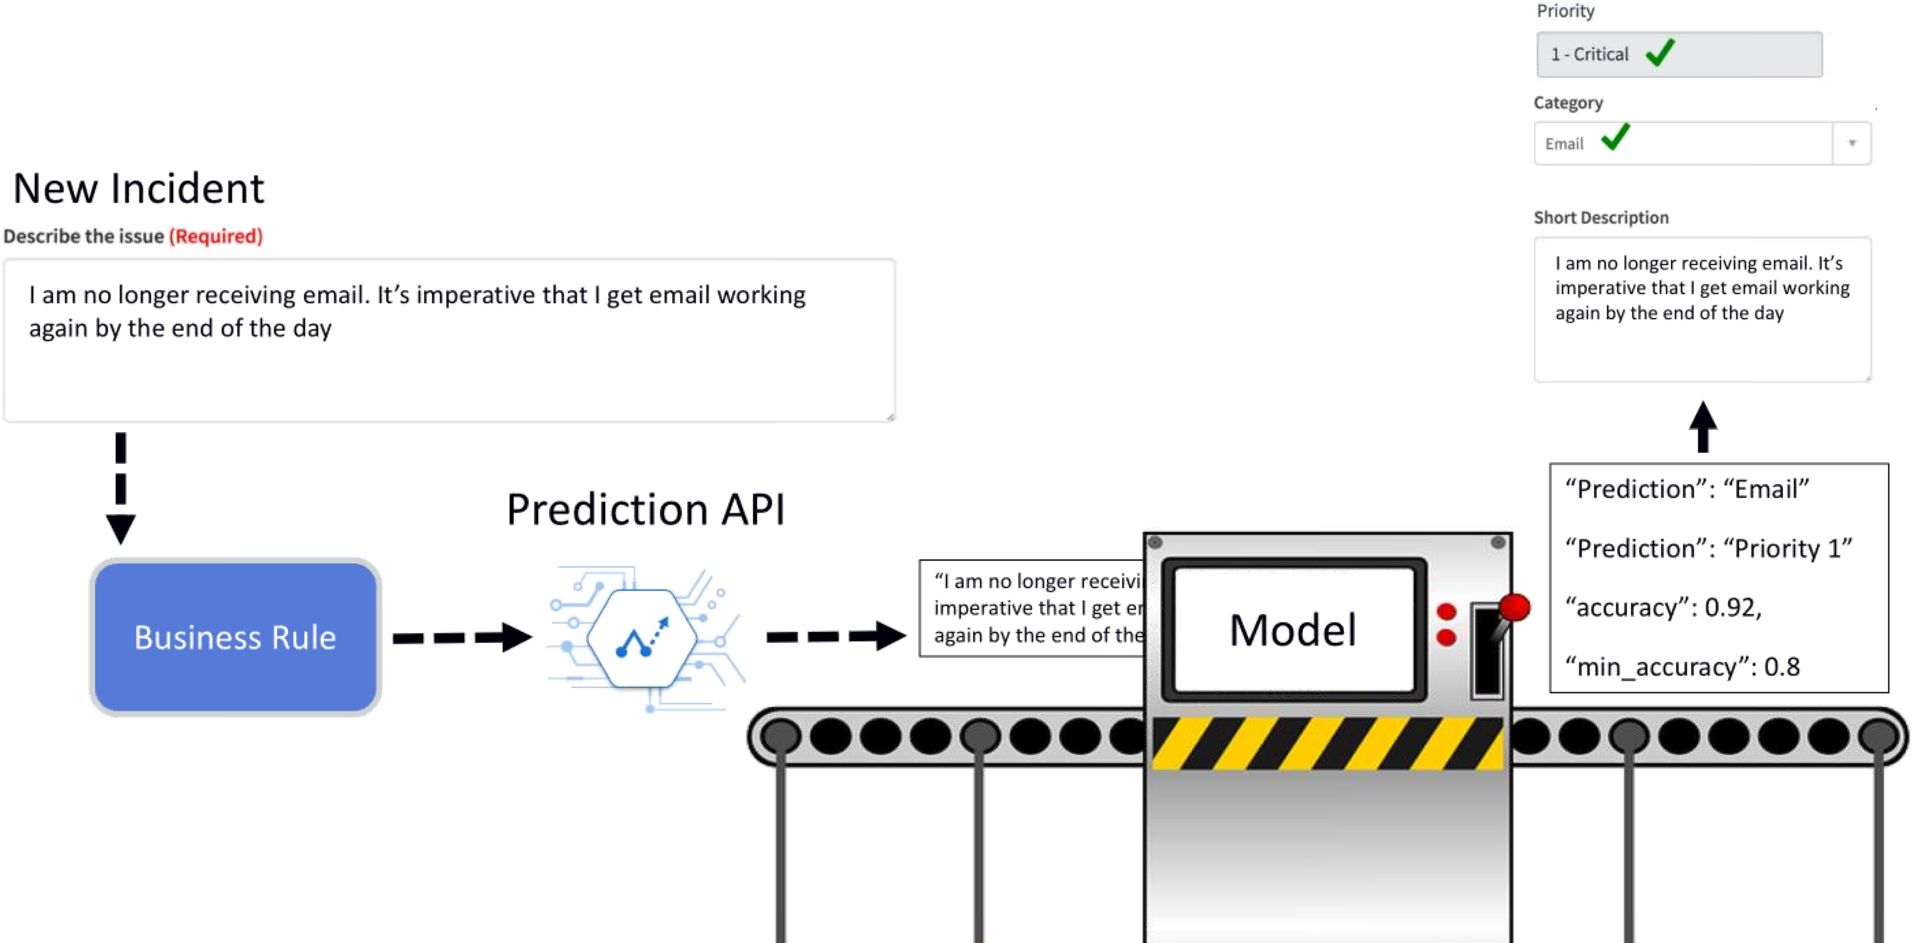 New Incident
Describe the issue (Required)
I am no longer receiving email. It’s imperative that I get email working
again by the end of the day
Business Rule
Prediction API
“I am no longer receivi
imperative that I get er
again by the end of the
Model
“Prediction”: “Email”
“Prediction”: “Priority 1”
“accuracy”: 0.92,
“min_accuracy”: 0.8
Priority
1 - Critical
Category
Email
Short Description
I am no longer receiving email. It’s
imperative that I get email working
again by the end of the day